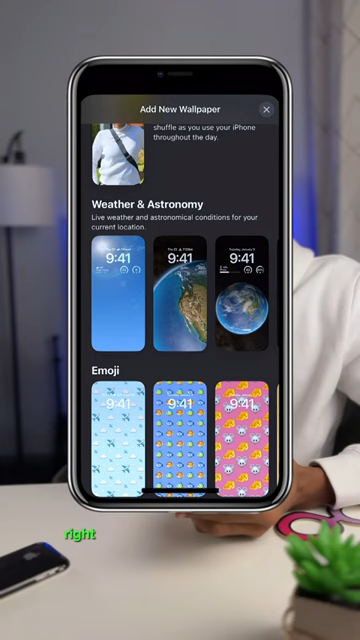 Add New Wallpaper
shuffle as you use your iPhone
throughout the day.
Weather & Astronomy
Live weather and astronomical conditions for your
current location.
9:41
9:41
9:41
Emoji
9:41
9:41
9:41
right